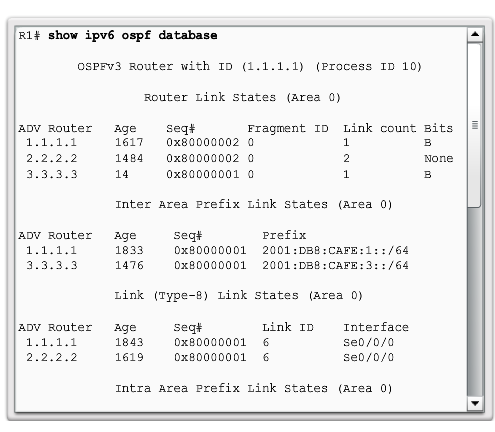 R1# show ipv6 ospf database
OSPFv3 Router with ID (1.1.1.1) (Process ID 10)
Router Link States (Area 0)
ADV Router Age Seq# Fragment ID Link count Bits
1.1.1.1 1617 0x80000002 0 1 B
2.2.2.2 1484 0x80000002 0 2 None
3.3.3.3 14 0x80000001 0 1 B
Inter Area Prefix Link States (Area 0)
ADV Router Age Seq# Prefix
1.1.1.1 1833 0x80000001 2001:DB8:CAFE:1::/64
3.3.3.3 1476 0x80000001 2001:DB8:CAFE:3::/64
Link (Type-8) Link States (Area 0)
ADV Router Age Seq# Link ID Interface
1.1.1.1 1843 0x80000001 6 Se0/0/0
2.2.2.2 1619 0x80000001 6 Se0/0/0
Intra Area Prefix Link States (Area 0)